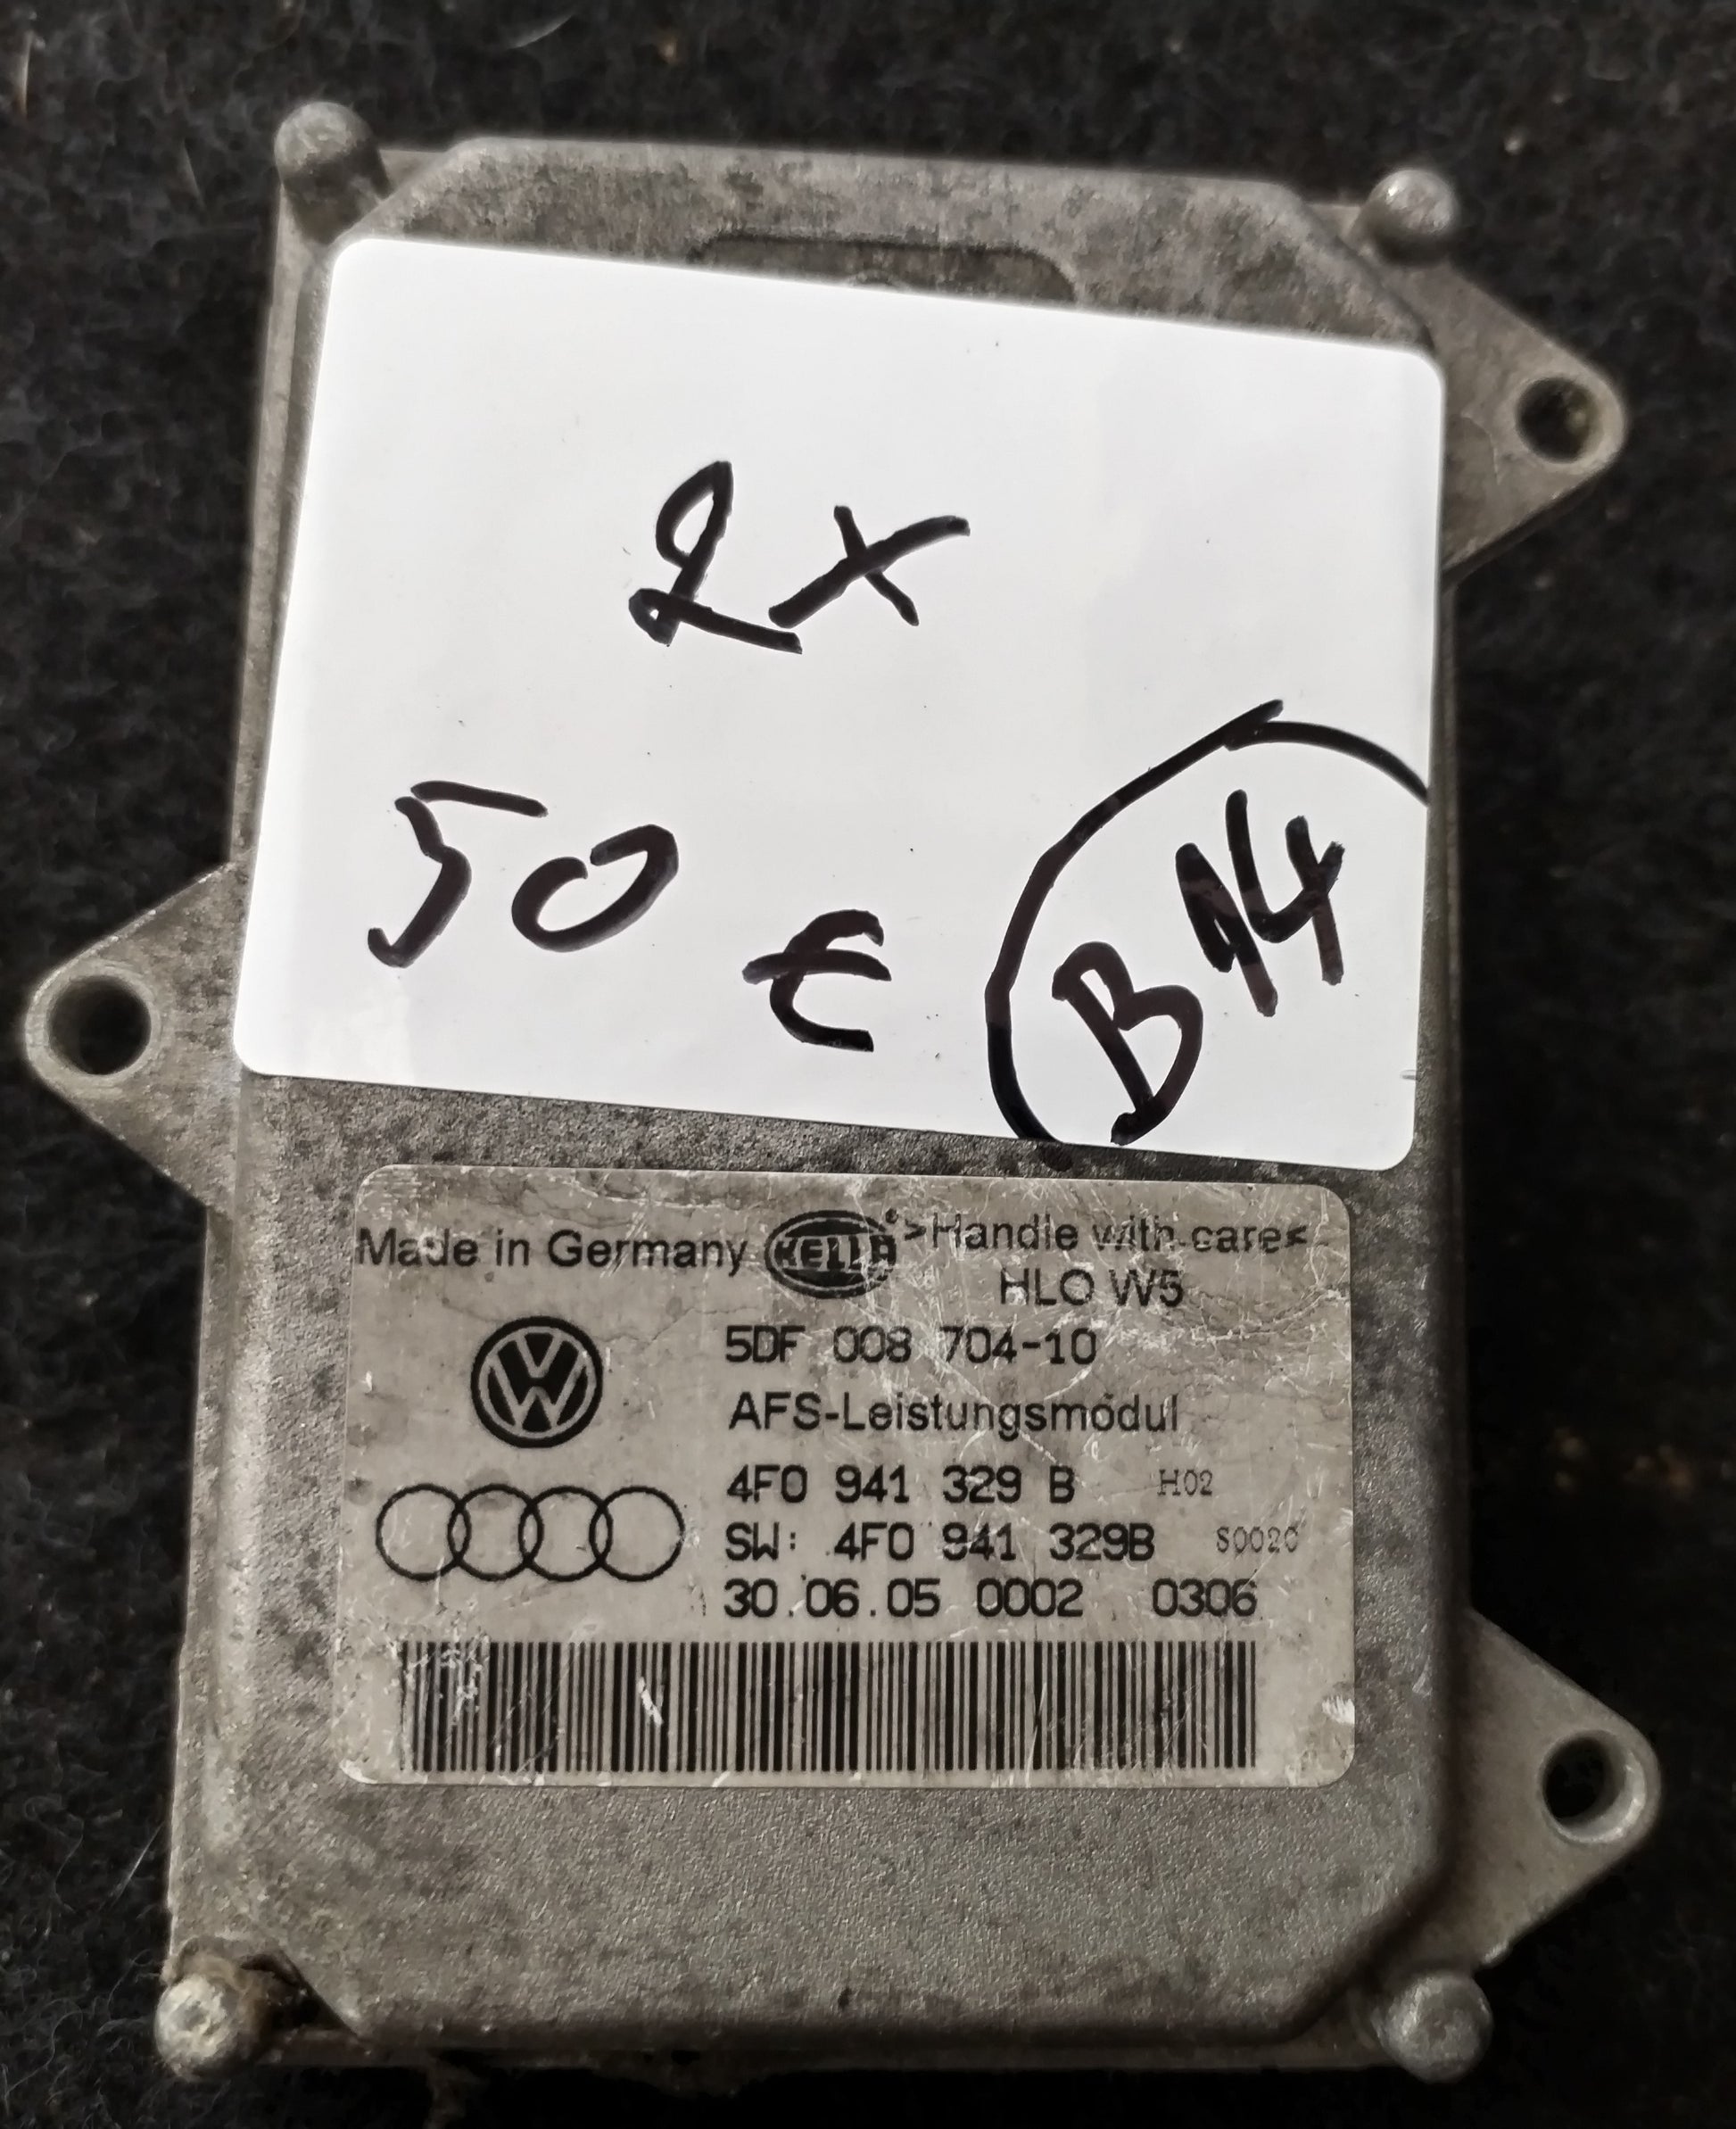 2x
50 €
B14
Made in Germany HELLA >Handle with care<
HLO W5
5DF 008 704-10
AFS-Leistungsmodul
4F0 941 329 B H02
SW: 4F0 941 329B S0020
30.06.05 0002 0306